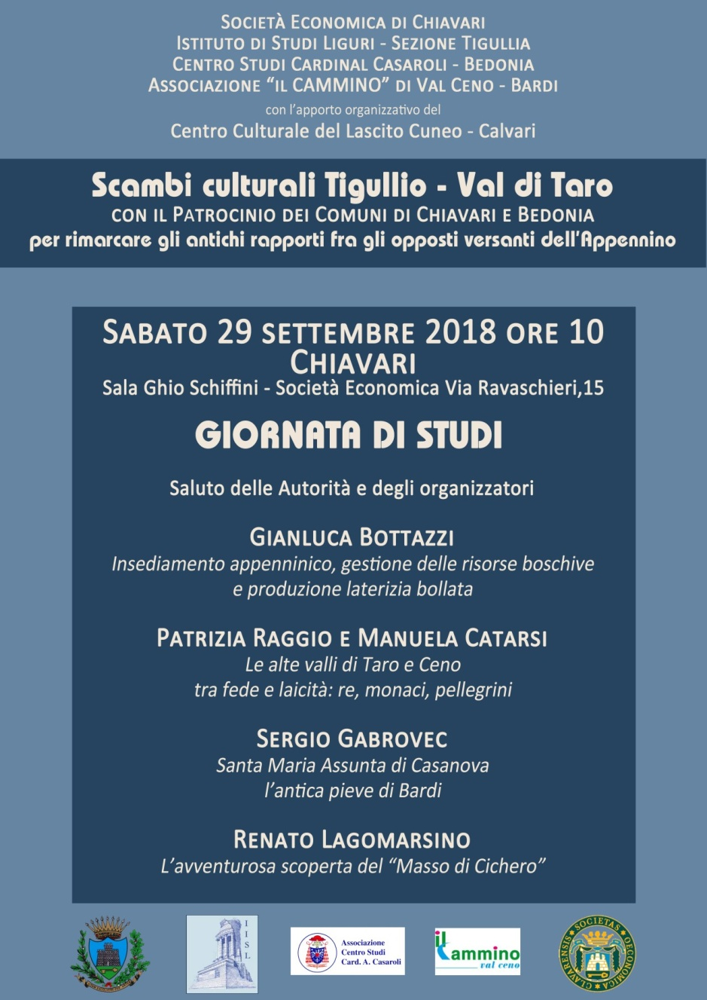 Società Economica di Chiavari
Istituto di Studi Liguri - Sezione Tigullia
Centro Studi Cardinal Casaroli - Bedonia
Associazione “il CAMMINO” di Val Ceno - Bardi
con l’apporto organizzativo del
Centro Culturale del Lascito Cuneo - Calvari
Scambi culturali Tigullio - Val di Taro
con il Patrocinio dei Comuni di Chiavari e Bedonia
per rimarcare gli antichi rapporti fra gli opposti versanti dell'Appennino
Sabato 29 settembre 2018 ore 10
Chiavari
Sala Ghio Schiffini - Società Economica Via Ravaschieri,15
GIORNATA DI STUDI
Saluto delle Autorità e degli organizzatori
Gianluca Bottazzi
Insediamento appenninico, gestione delle risorse boschive
e produzione laterizia bollata
Patrizia Raggio e Manuela Catarsi
Le alte valli di Taro e Ceno
tra fede e laicità: re, monaci, pellegrini
Sergio Gabrovec
Santa Maria Assunta di Casanova
l’antica pieve di Bardi
Renato Lagomarsino
L’avventurosa scoperta del “Masso di Cichero”
IISL
Associazione
Centro Studi
Card. A. Casaroli
il Cammino
val ceno
CLAVARENSIS SOCIETAS OECONOMICA